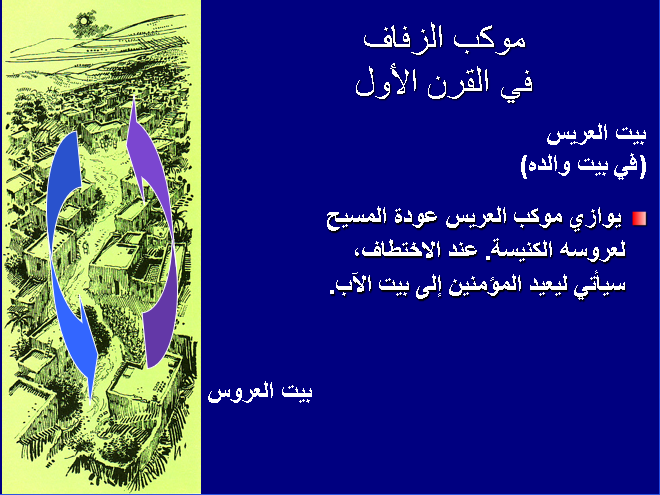 موكب الزفاف
في القرن الأول
بيت العريس
(في بيت والده)
يوازي موكب العريس عودة المسيح
لعروسه الكنيسة. عند الاختطاف،
سيأتي ليعيد المؤمنين إلى بيت الآب.
بيت العروس